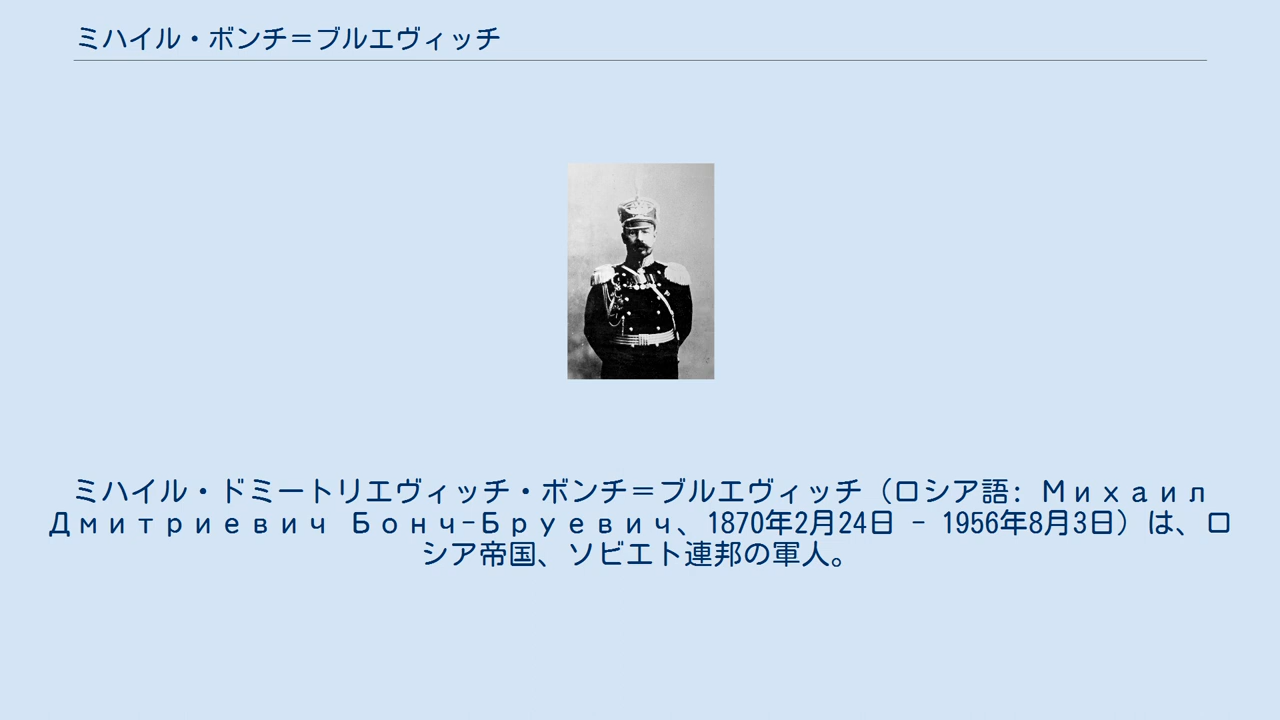 ミハイル・ボンチ＝ブルエヴィッチ
ミハイル・ドミートリエヴィッチ・ボンチ＝ブルエヴィッチ（ロシア語: Михаил
Дмитриевич Бонч-Бруевич、1870年2月24日 - 1956年8月3日）は、ロ
シア帝国、ソビエト連邦の軍人。